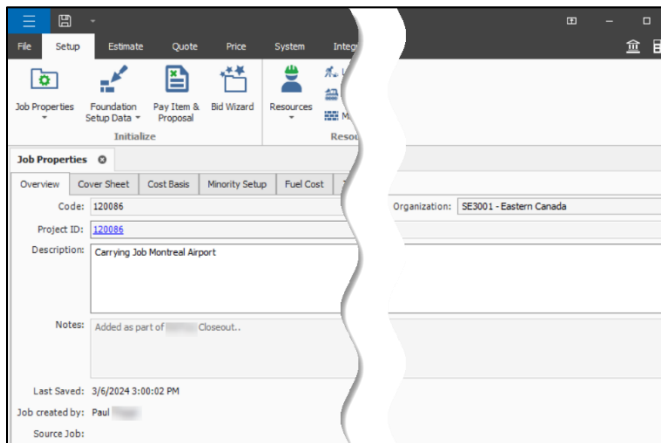 File Setup Estimate Quote Price System Integ
Job Properties Foundation Setup Data Pay Item & Proposal Bid Wizard Resources
Initialize Resou
Job Properties
Overview Cover Sheet Cost Basis Minority Setup Fuel Cost
Code: 120086 Organization: SE3001 - Eastern Canada
Project ID: 120086
Description: Carrying Job Montreal Airport
Notes: Added as part of Closeout..
Last Saved: 3/6/2024 3:00:02 PM
Job created by: Paul
Source Job: